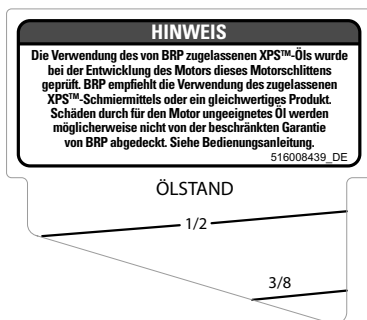 HINWEIS
Die Verwendung des von BRP zugelassenen XPS™-Öls wurde
bei der Entwicklung des Motors dieses Motorschlittens
geprüft. BRP empfiehlt die Verwendung des zugelassenen
XPS™-Schmiermittels oder ein gleichwertiges Produkt.
Schäden durch für den Motor ungeeignetes Öl werden
möglicherweise nicht von der beschränkten Garantie
von BRP abgedeckt. Siehe Bedienungsanleitung.
516008439_DE
ÖLSTAND
1/2
3/8